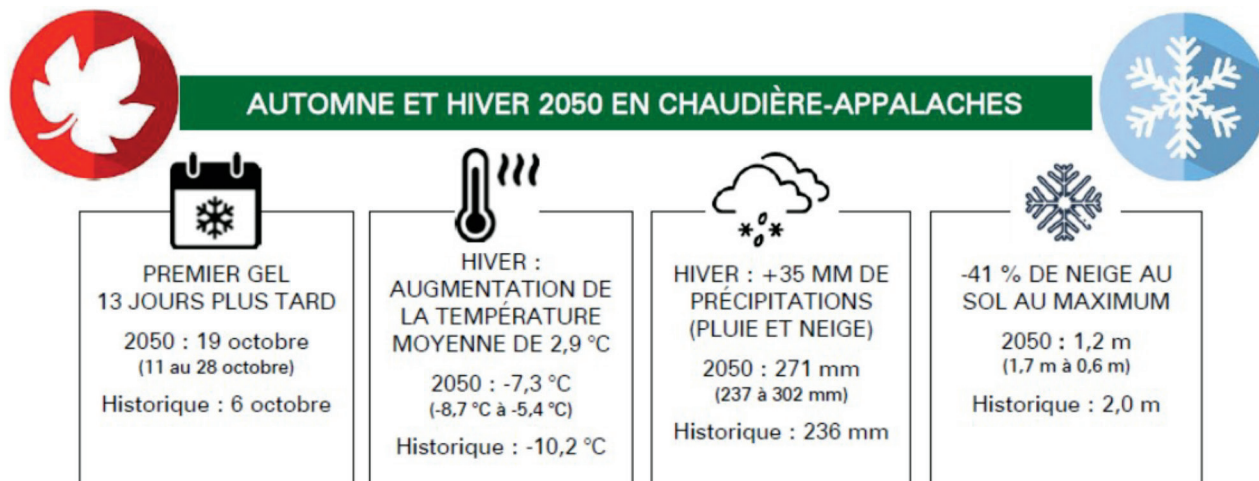 AUTOMNE ET HIVER 2050 EN CHAUDIÈRE-APPALACHES
PREMIER GEL
13 JOURS PLUS TARD
2050 : 19 octobre
(11 au 28 octobre)
Historique : 6 octobre
HIVER :
AUGMENTATION DE
LA TEMPÉRATURE
MOYENNE DE 2,9 °C
2050 : -7,3 °C
(-8,7 °C à -5,4 °C)
Historique : -10,2 °C
HIVER : +35 MM DE
PRÉCIPITATIONS
(PLUIE ET NEIGE)
2050 : 271 mm
(237 à 302 mm)
Historique : 236 mm
-41 % DE NEIGE AU
SOL AU MAXIMUM
2050 : 1,2 m
(1,7 m à 0,6 m)
Historique : 2,0 m